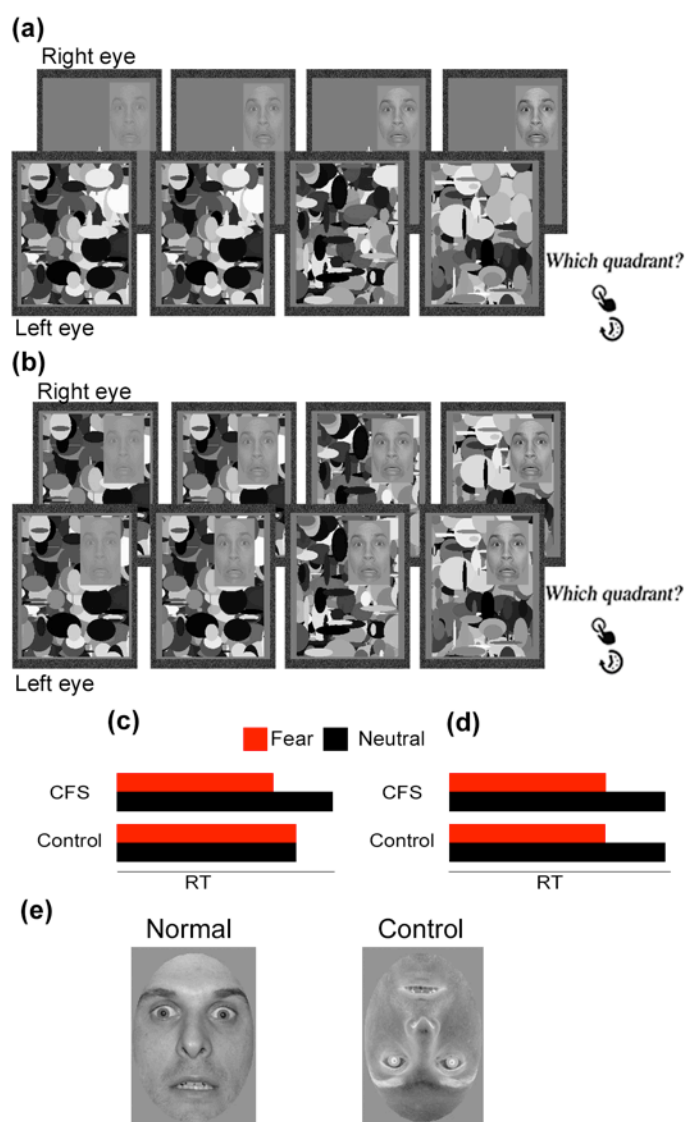 (a)
Right eye
Which quadrant?
Left eye
(b)
Right eye
Which quadrant?
Left eye
(c)
Fear
Neutral
(d)
CFS
CFS
Control
Control
RT
RT
(e)
Normal
Control